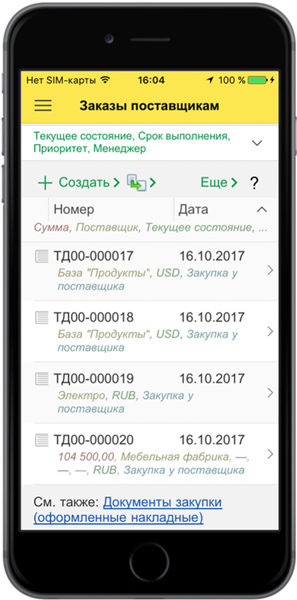 Нет SIM-карты 16:04 100 %
Заказы поставщикам
Текущее состояние, Срок выполнения,
Приоритет, Менеджер
Создать Еще ?
Номер Дата
Сумма, Поставщик, Текущее состояние, ...
ТД00-000017 16.10.2017
База "Продукты", USD, Закупка у
поставщика
ТД00-000018 16.10.2017
База "Продукты", USD, Закупка у
поставщика
ТД00-000019 16.10.2017
Электро, RUB, Закупка у
поставщика
ТД00-000020 16.10.2017
104 500,00, Мебельная фабрика, —,
—, —, RUB, Закупка у поставщика
См. также: Документы закупки
(оформленные накладные)